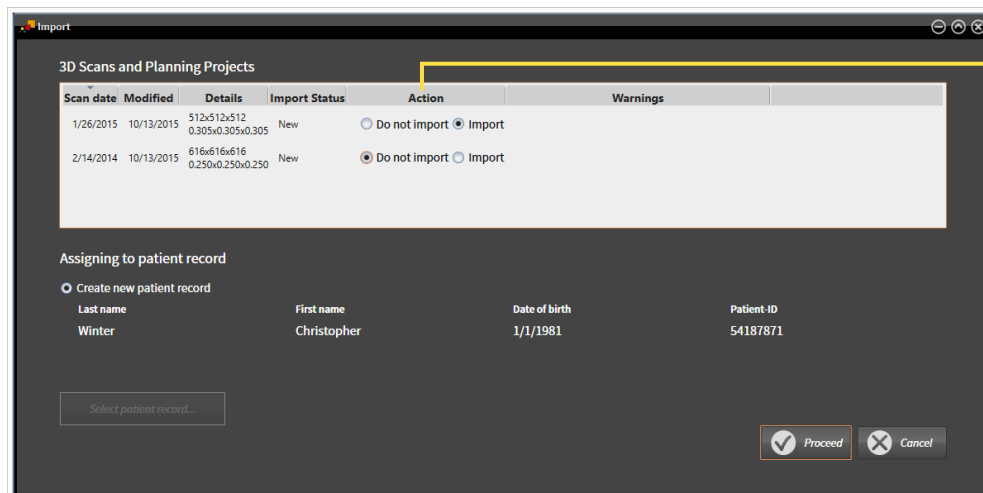 Import
3D Scans and Planning Projects
Scan date Modified Details Import Status Action Warnings
1/26/2015 10/13/2015 512x512x512 New Do not import Import
0.305x0.305x0.305
2/14/2014 10/13/2015 616x616x616 New Do not import Import
0.250x0.250x0.250
Assigning to patient record
Create new patient record
Last name First name Date of birth Patient-ID
Winter Christopher 1/1/1981 54187871
Select patient record...
Proceed Cancel